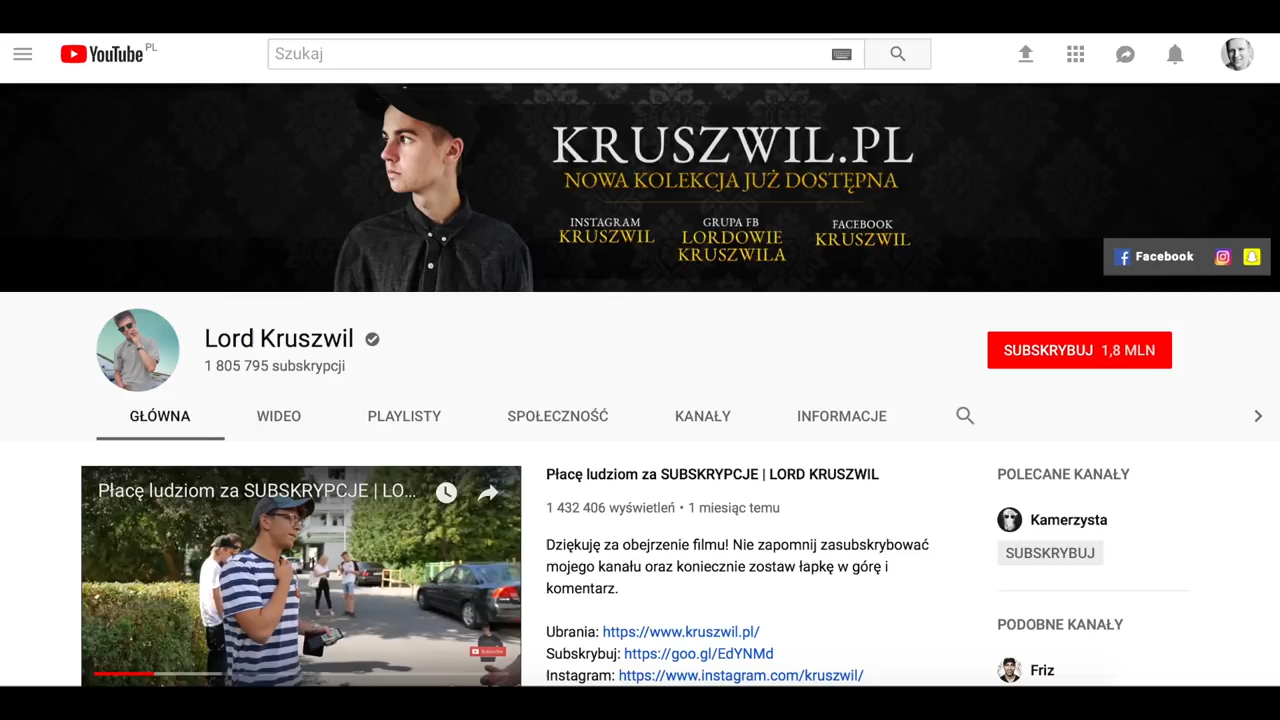 YouTube PL
Szukaj
KRUSZWIL.PL
NOWA KOLEKCJA JUŻ DOSTĘPNA
INSTAGRAM
KRUSZWIL
GRUPA FB
LORDOWIE
KRUSZWILA
FACEBOOK
KRUSZWIL
Facebook
Lord Kruszwil
1 805 795 subskrypcji
SUBSKRYBUJ 1,8 MLN
GŁÓWNA WIDEO PLAYLISTY SPOŁECZNOŚĆ KANAŁY INFORMACJE
Płacę ludziom za SUBSKRYPCJE | LO...
Subscribe
Płacę ludziom za SUBSKRYPCJE | LORD KRUSZWIL
1 432 406 wyświetleń • 1 miesiąc temu
Dziękuję za obejrzenie filmu! Nie zapomnij zasubskrybować
mojego kanału oraz koniecznie zostaw łapkę w górę i
komentarz.
Ubrania: https://www.kruszwil.pl/
Subskrybuj: https://goo.gl/EdYNMd
Instagram: https://www.instagram.com/kruszwil/
POLECANE KANAŁY
Kamerzysta
SUBSKRYBUJ
PODOBNE KANAŁY
Friz